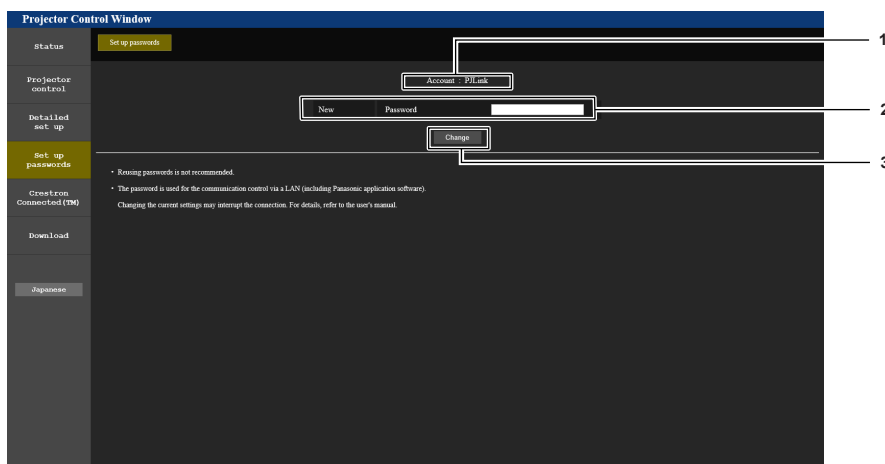 Projector Control Window
Status
Set up passwords
1
Projector
control
Account : PJLink
New Password
2
Detailed
set up
Change
3
Set up
passwords
• Reusing passwords is not recommended.
• The password is used for the communication control via a LAN (including Panasonic application software).
Changing the current settings may interrupt the connection. For details, refer to the user's manual.
Crestron
Connected(TM)
Download
Japanese